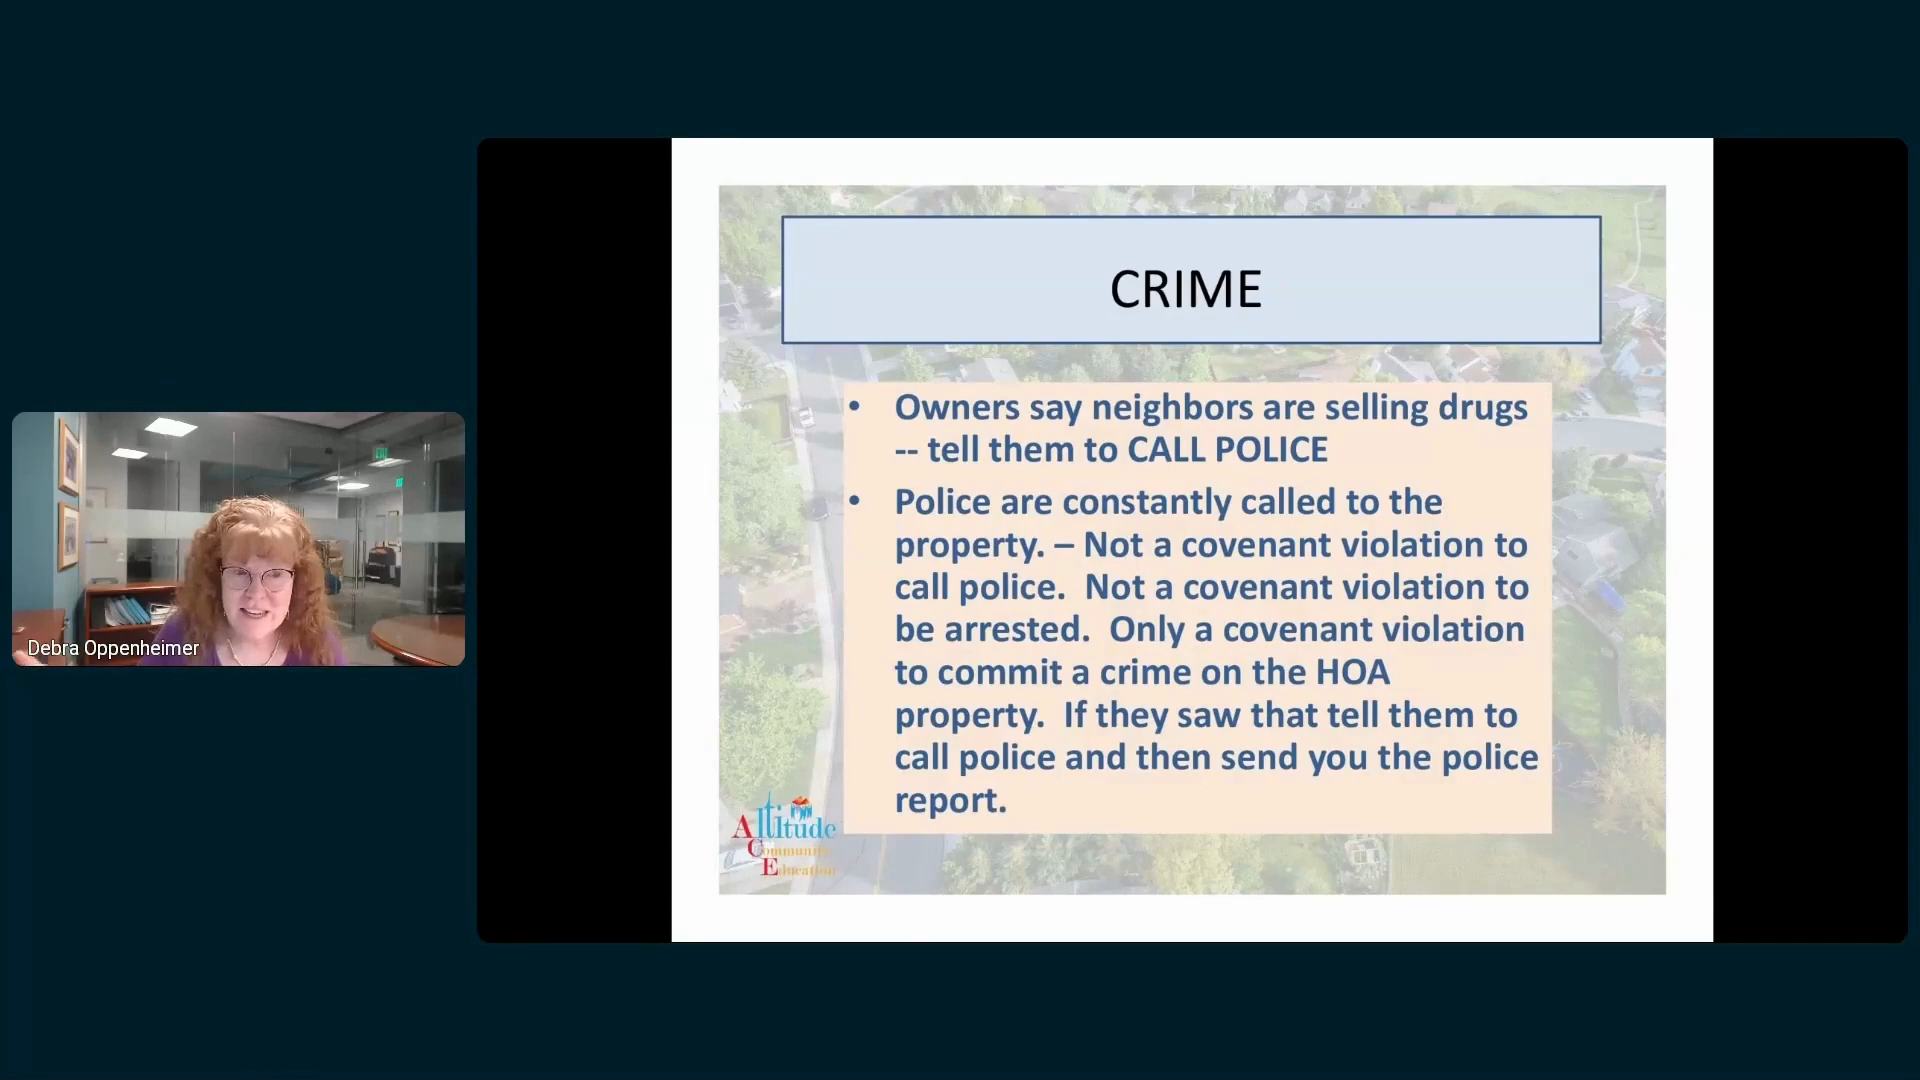 CRIME
• Owners say neighbors are selling drugs
-- tell them to CALL POLICE
• Police are constantly called to the
property. – Not a covenant violation to
call police.  Not a covenant violation to
be arrested.  Only a covenant violation
to commit a crime on the HOA
property.  If they saw that tell them to
call police and then send you the police
report.
Altitude
Community
Education
Debra Oppenheimer